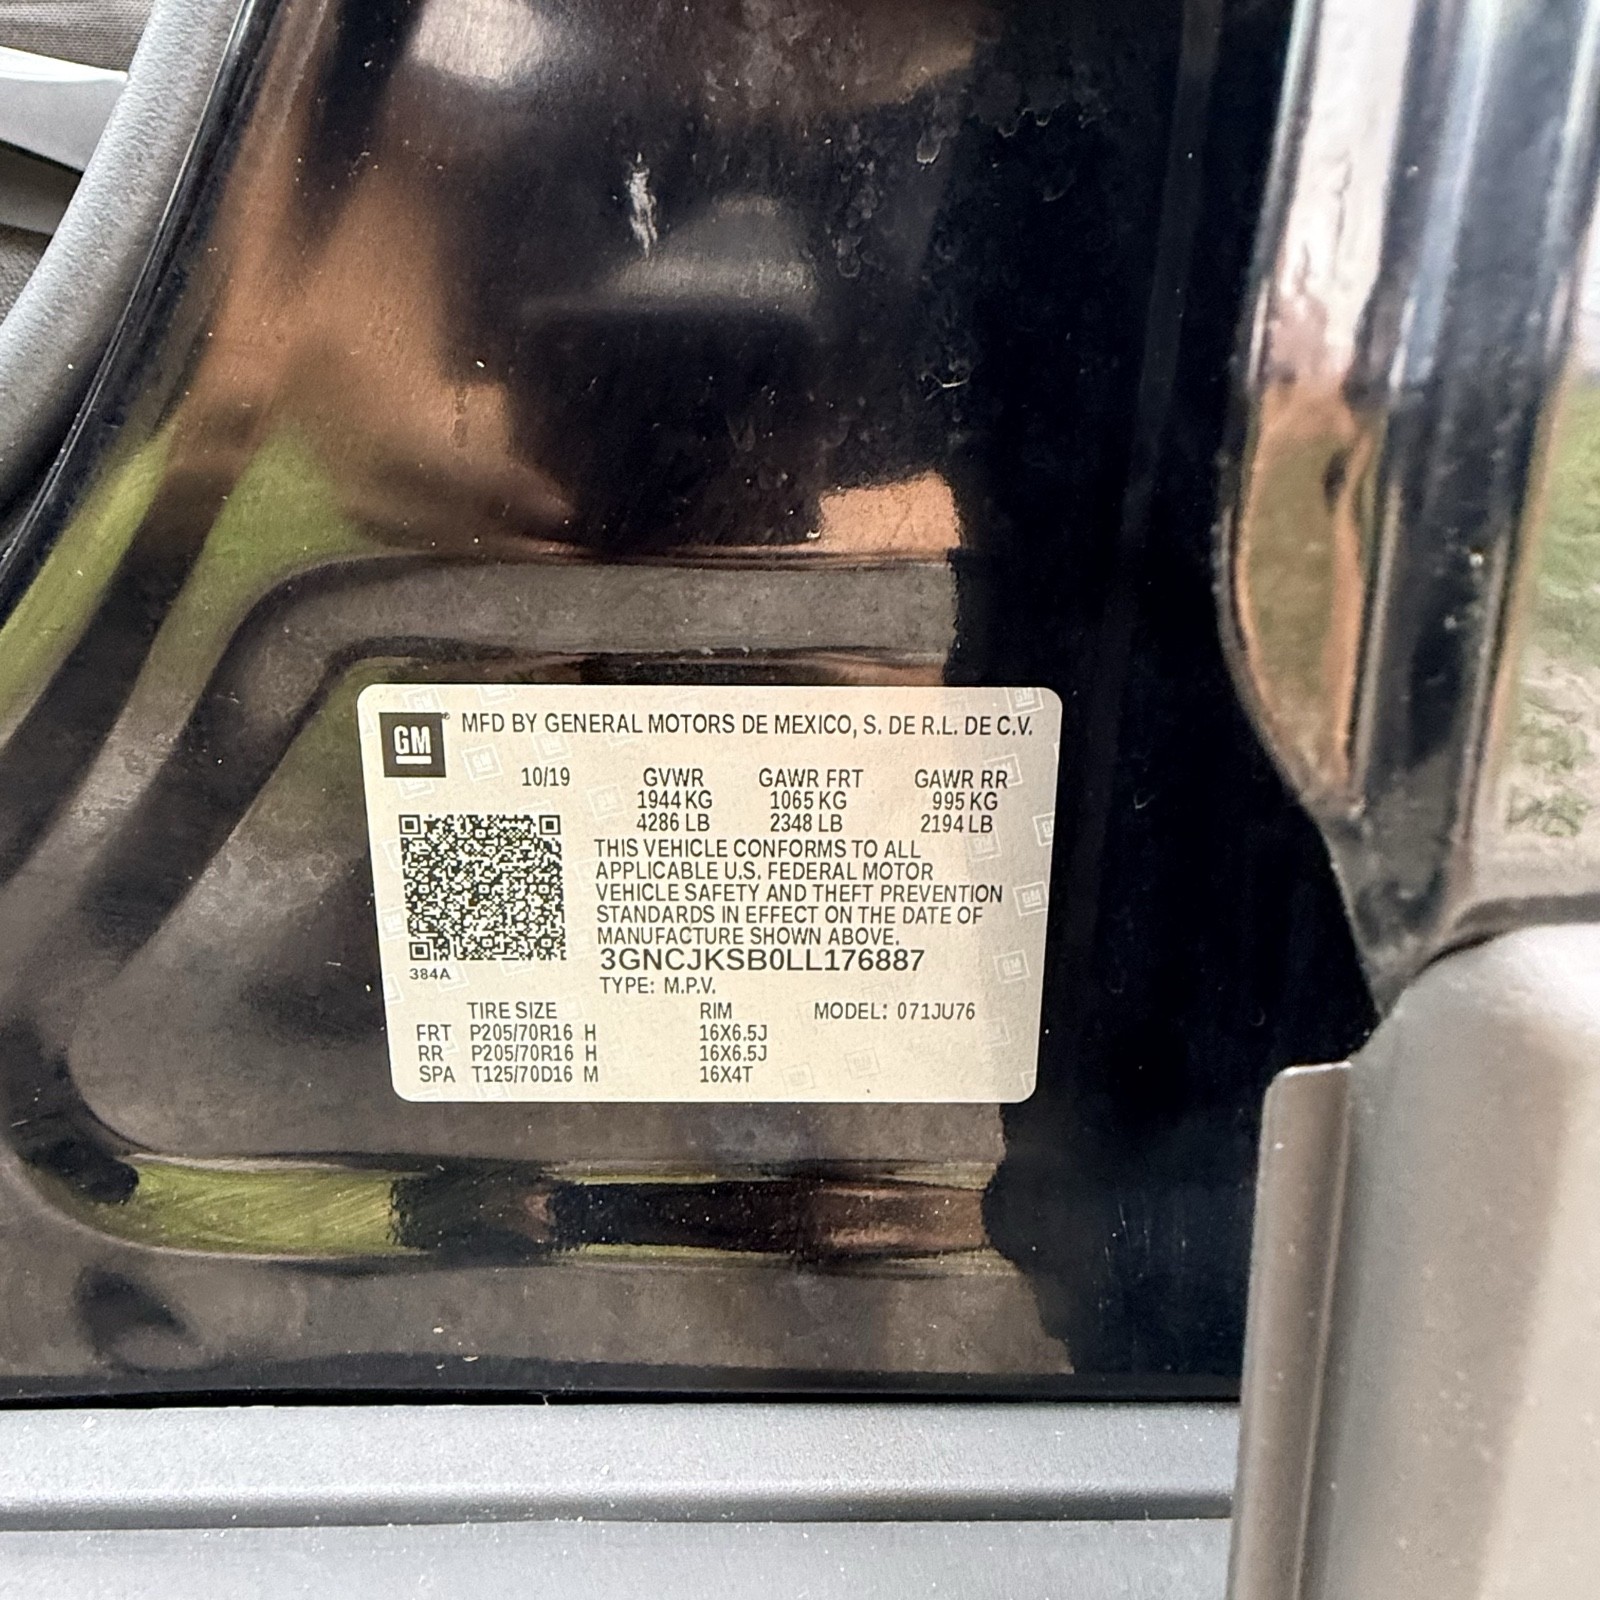 GM® MFD BY GENERAL MOTORS DE MEXICO, S. DE R.L. DE C.V.
10/19 GVWR GAWR FRT GAWR RR
1944 KG 1065 KG 995 KG
4286 LB 2348 LB 2194 LB
THIS VEHICLE CONFORMS TO ALL
APPLICABLE U.S. FEDERAL MOTOR
VEHICLE SAFETY AND THEFT PREVENTION
STANDARDS IN EFFECT ON THE DATE OF
MANUFACTURE SHOWN ABOVE.
3GNCJKSB0LL176887
384A
TYPE: M.P.V.
TIRE SIZE RIM MODEL: 071JU76
FRT P205/70R16 H 16X6.5J
RR P205/70R16 H 16X6.5J
SPA T125/70D16 M 16X4T